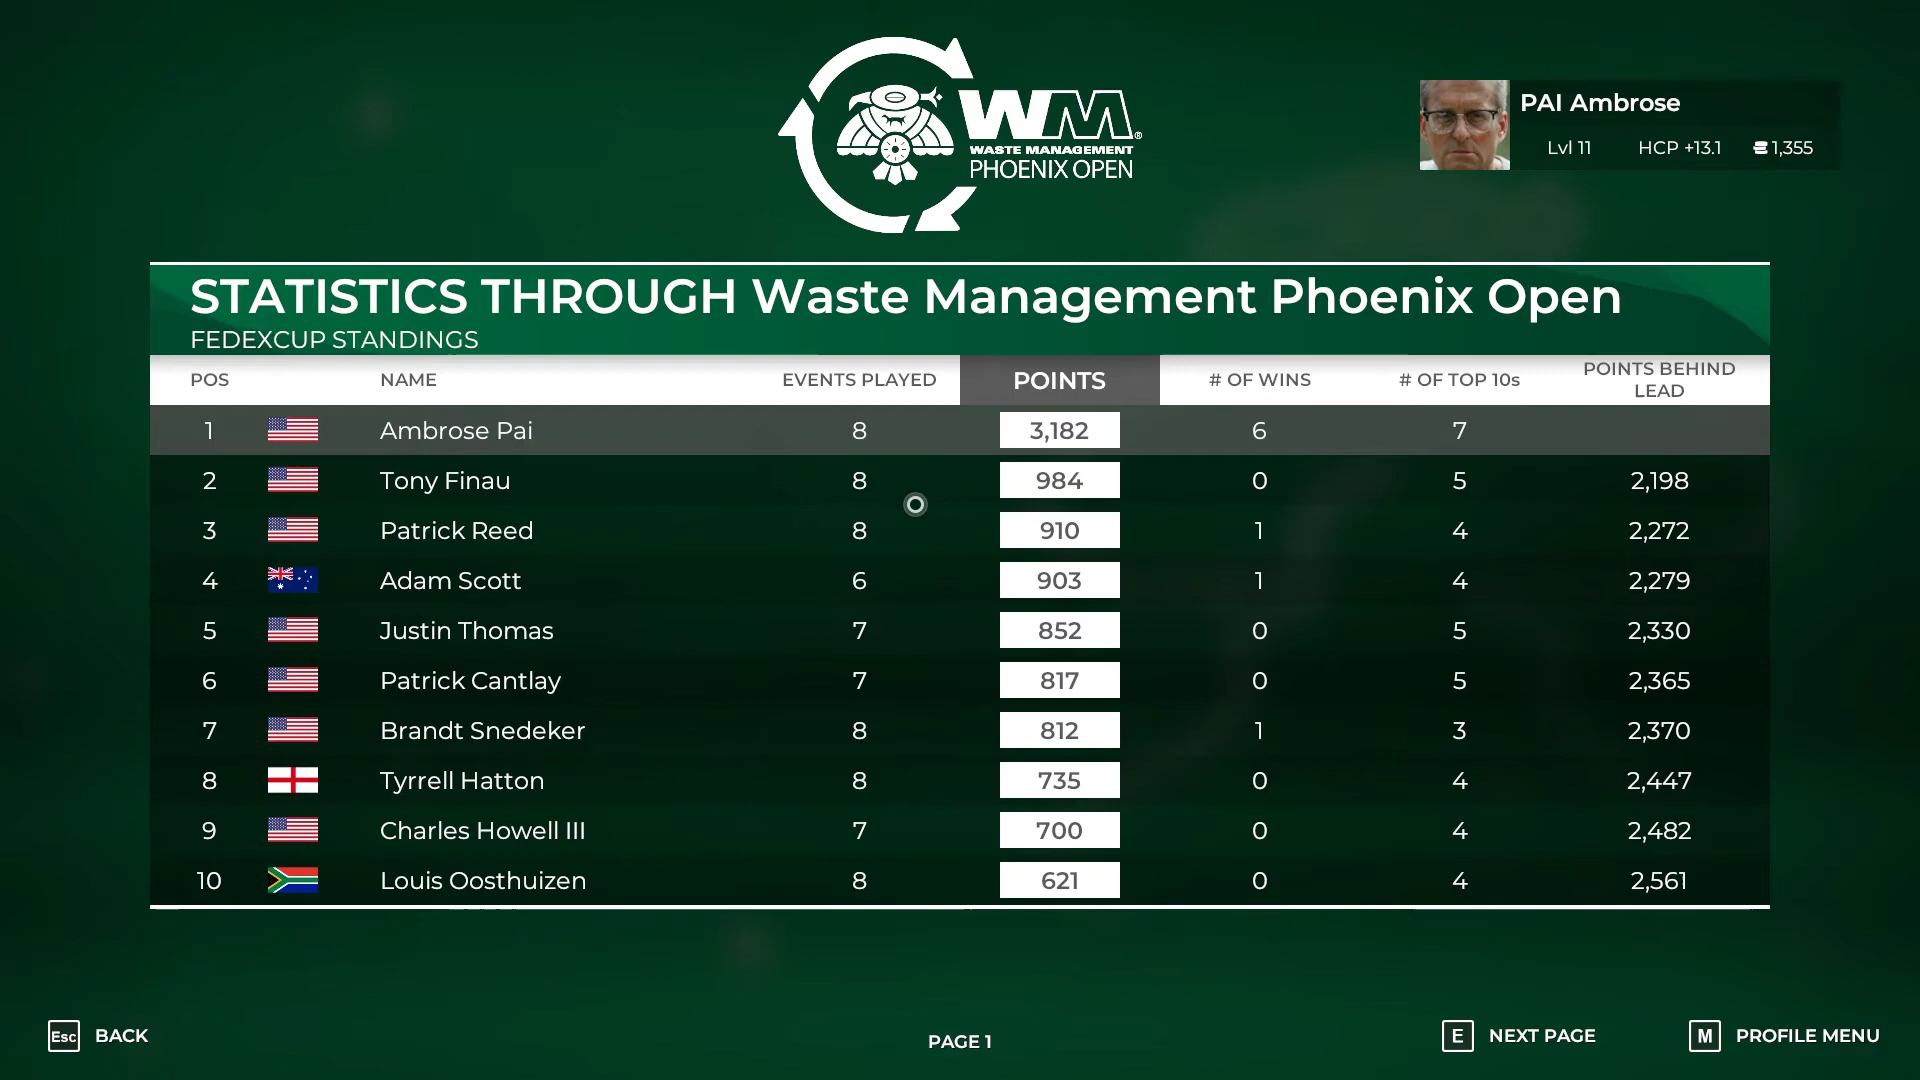 WM®
WASTE MANAGEMENT
PHOENIX OPEN
PAI Ambrose
Lvl 11 HCP +13.1 1,355
STATISTICS THROUGH Waste Management Phoenix Open
FEDEXCUP STANDINGS
POS NAME EVENTS PLAYED POINTS # OF WINS # OF TOP 10s POINTS BEHIND LEAD
1 Ambrose Pai 8 3,182 6 7
2 Tony Finau 8 984 0 5 2,198
3 Patrick Reed 8 910 1 4 2,272
4 Adam Scott 6 903 1 4 2,279
5 Justin Thomas 7 852 0 5 2,330
6 Patrick Cantlay 7 817 0 5 2,365
7 Brandt Snedeker 8 812 1 3 2,370
8 Tyrrell Hatton 8 735 0 4 2,447
9 Charles Howell III 7 700 0 4 2,482
10 Louis Oosthuizen 8 621 0 4 2,561
Esc BACK PAGE 1 E NEXT PAGE M PROFILE MENU